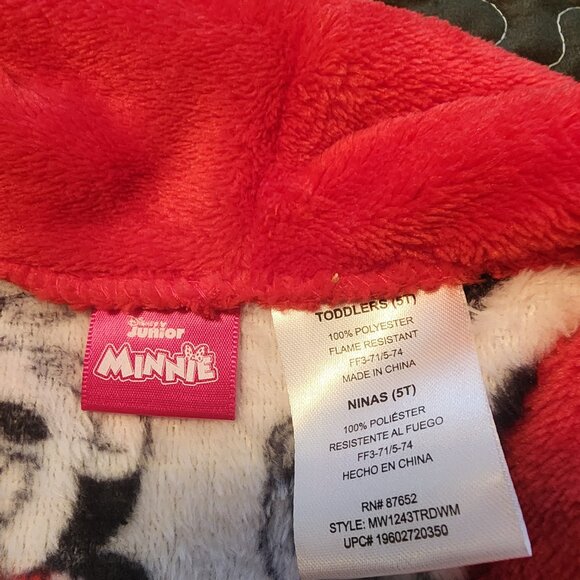 Disney
Junior
MINNIE
TODDLERS (5T)
100% POLYESTER
FLAME RESISTANT
FF3-71/5-74
MADE IN CHINA
NINAS (5T)
100% POLIÉSTER
RESISTENTE AL FUEGO
FF3-71/5-74
HECHO EN CHINA
RN# 87652
STYLE: MW1243TRDWM
UPC# 19602720350